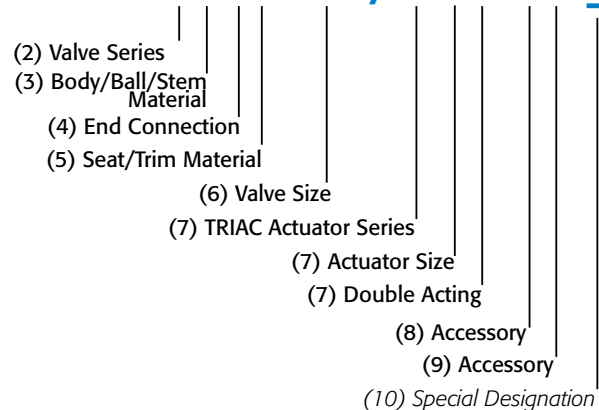 (2) Valve Series
(3) Body/Ball/Stem
Material
(4) End Connection
(5) Seat/Trim Material
(6) Valve Size
(7) TRIAC Actuator Series
(7) Actuator Size
(7) Double Acting
(8) Accessory
(9) Accessory
(10) Special Designation